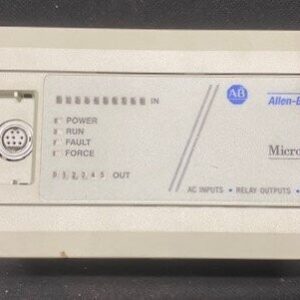 IN
AB
Allen-B
POWER
RUN
FAULT
FORCE
Micro
0 1 2 3 4 5 OUT
AC INPUTS • RELAY OUTPUTS •